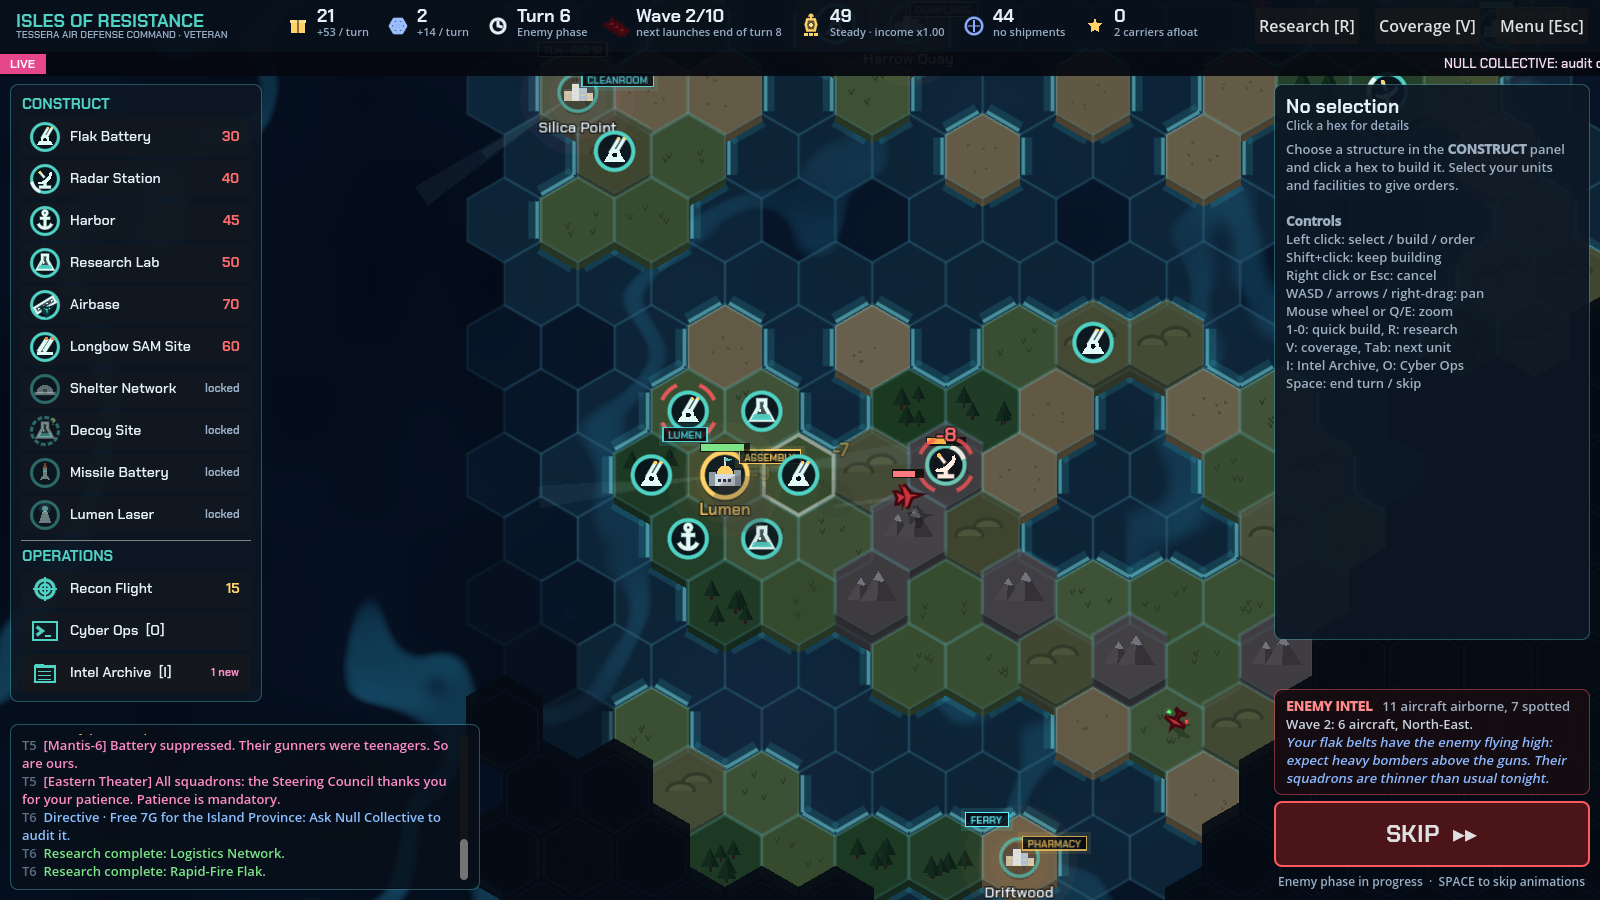 ISLES OF RESISTANCE
TESSERA AIR DEFENSE COMMAND · VETERAN
21
+53 / turn
2
+14 / turn
Turn 6
Enemy phase
Wave 2/10
next launches end of turn 8
49
Steady · income x1.00
44
no shipments
0
2 carriers afloat
Research [R]
Coverage [V]
Menu [Esc]
LIVE
NULL COLLECTIVE: audit
Harrow Quay
CONSTRUCT
Flak Battery 30
Radar Station 40
Harbor 45
Research Lab 50
Airbase 70
Longbow SAM Site 60
Shelter Network locked
Decoy Site locked
Missile Battery locked
Lumen Laser locked
OPERATIONS
Recon Flight 15
Cyber Ops [O]
Intel Archive [I] 1 new
T5 [Mantis-6] Battery suppressed. Their gunners were teenagers. So
are ours.
T5 [Eastern Theater] All squadrons: the Steering Council thanks you
for your patience. Patience is mandatory.
T6 Directive · Free 7G for the Island Province: Ask Null Collective to
audit it.
T6 Research complete: Logistics Network.
T6 Research complete: Rapid-Fire Flak.
CLEANROOM
Silica Point
LUMEN
ASSEMBLY
Lumen
-7
-8
FERRY
PHARMACY
Driftwood
No selection
Click a hex for details
Choose a structure in the CONSTRUCT panel
and click a hex to build it. Select your units
and facilities to give orders.
Controls
Left click: select / build / order
Shift+click: keep building
Right click or Esc: cancel
WASD / arrows / right-drag: pan
Mouse wheel or Q/E: zoom
1-0: quick build, R: research
V: coverage, Tab: next unit
I: Intel Archive, O: Cyber Ops
Space: end turn / skip
ENEMY INTEL 11 aircraft airborne, 7 spotted
Wave 2: 6 aircraft, North-East.
Your flak belts have the enemy flying high:
expect heavy bombers above the guns. Their
squadrons are thinner than usual tonight.
SKIP
Enemy phase in progress · SPACE to skip animations